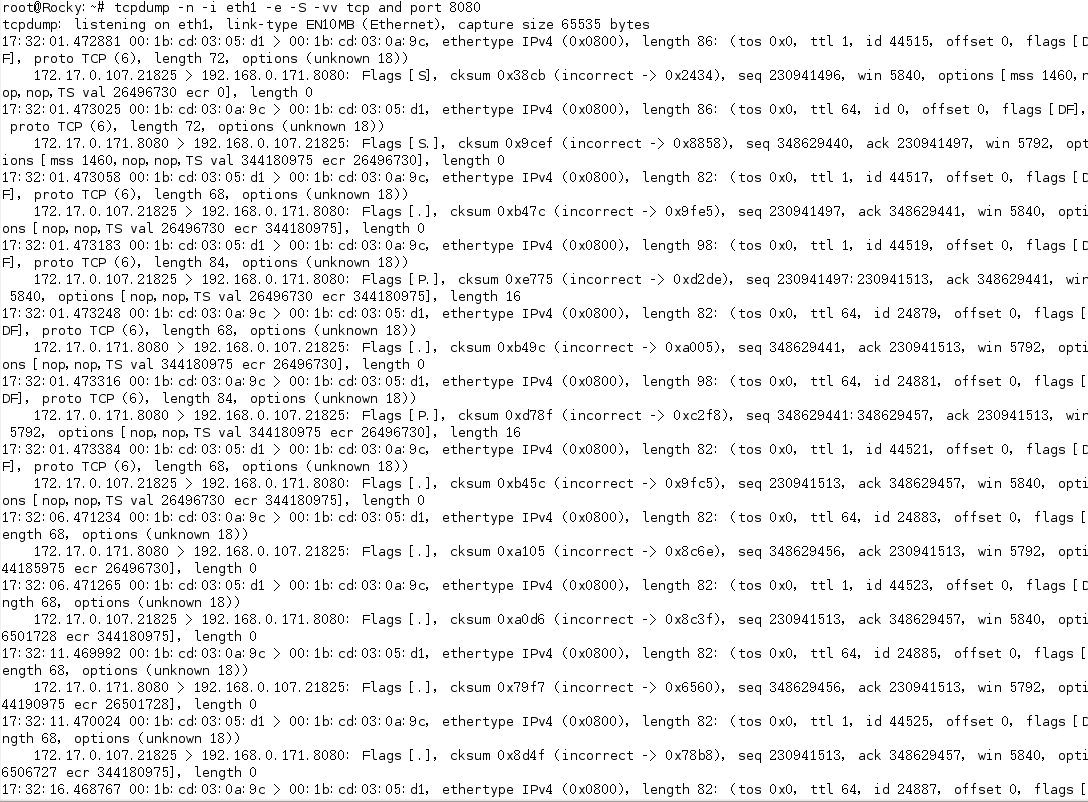 root@Rocky:~# tcpdump -n -i eth1 -e -S -vv tcp and port 8080
tcpdump: listening on eth1, link-type EN10MB (Ethernet), capture size 65535 bytes
17:32:01.472881 00:1b:cd:03:05:d1 > 00:1b:cd:03:0a:9c, ethertype IPv4 (0x0800), length 86: (tos 0x0, ttl 1, id 44515, offset 0, flags [D
F], proto TCP (6), length 72, options (unknown 18))
172.17.0.107.21825 > 192.168.0.171.8080: Flags [S], cksum 0x38cb (incorrect -> 0x2434), seq 230941496, win 5840, options [mss 1460,n
op,nop,TS val 26496730 ecr 0], length 0
17:32:01.473025 00:1b:cd:03:0a:9c > 00:1b:cd:03:05:d1, ethertype IPv4 (0x0800), length 86: (tos 0x0, ttl 64, id 0, offset 0, flags [DF],
proto TCP (6), length 72, options (unknown 18))
172.17.0.171.8080 > 192.168.0.107.21825: Flags [S.], cksum 0x9cef (incorrect -> 0x8858), seq 348629440, ack 230941497, win 5792, opt
ions [mss 1460,nop,nop,TS val 344180975 ecr 26496730], length 0
17:32:01.473058 00:1b:cd:03:05:d1 > 00:1b:cd:03:0a:9c, ethertype IPv4 (0x0800), length 82: (tos 0x0, ttl 1, id 44517, offset 0, flags [D
F], proto TCP (6), length 68, options (unknown 18))
172.17.0.107.21825 > 192.168.0.171.8080: Flags [.], cksum 0xb47c (incorrect -> 0x9fe5), seq 230941497, ack 348629441, win 5840, opti
ons [nop,nop,TS val 26496730 ecr 344180975], length 0
17:32:01.473183 00:1b:cd:03:05:d1 > 00:1b:cd:03:0a:9c, ethertype IPv4 (0x0800), length 98: (tos 0x0, ttl 1, id 44519, offset 0, flags [D
F], proto TCP (6), length 84, options (unknown 18))
172.17.0.107.21825 > 192.168.0.171.8080: Flags [P.], cksum 0xe775 (incorrect -> 0xd2de), seq 230941497:230941513, ack 348629441, win
5840, options [nop,nop,TS val 26496730 ecr 344180975], length 16
17:32:01.473248 00:1b:cd:03:0a:9c > 00:1b:cd:03:05:d1, ethertype IPv4 (0x0800), length 82: (tos 0x0, ttl 64, id 24879, offset 0, flags [
DF], proto TCP (6), length 68, options (unknown 18))
172.17.0.171.8080 > 192.168.0.107.21825: Flags [.], cksum 0xb49c (incorrect -> 0xa005), seq 348629441, ack 230941513, win 5792, opti
ons [nop,nop,TS val 344180975 ecr 26496730], length 0
17:32:01.473316 00:1b:cd:03:0a:9c > 00:1b:cd:03:05:d1, ethertype IPv4 (0x0800), length 98: (tos 0x0, ttl 64, id 24881, offset 0, flags [
DF], proto TCP (6), length 84, options (unknown 18))
172.17.0.171.8080 > 192.168.0.107.21825: Flags [P.], cksum 0xd78f (incorrect -> 0xc2f8), seq 348629441:348629457, ack 230941513, win
5792, options [nop,nop,TS val 344180975 ecr 26496730], length 16
17:32:01.473384 00:1b:cd:03:05:d1 > 00:1b:cd:03:0a:9c, ethertype IPv4 (0x0800), length 82: (tos 0x0, ttl 1, id 44521, offset 0, flags [D
F], proto TCP (6), length 68, options (unknown 18))
172.17.0.107.21825 > 192.168.0.171.8080: Flags [.], cksum 0xb45c (incorrect -> 0x9fc5), seq 230941513, ack 348629457, win 5840, opti
ons [nop,nop,TS val 26496730 ecr 344180975], length 0
17:32:06.471234 00:1b:cd:03:0a:9c > 00:1b:cd:03:05:d1, ethertype IPv4 (0x0800), length 82: (tos 0x0, ttl 64, id 24883, offset 0, flags [
ength 68, options (unknown 18))
172.17.0.171.8080 > 192.168.0.107.21825: Flags [.], cksum 0xa105 (incorrect -> 0x8c6e), seq 348629456, ack 230941513, win 5792, opti
44185975 ecr 26496730], length 0
17:32:06.471265 00:1b:cd:03:05:d1 > 00:1b:cd:03:0a:9c, ethertype IPv4 (0x0800), length 82: (tos 0x0, ttl 1, id 44523, offset 0, flags [D
ngth 68, options (unknown 18))
172.17.0.107.21825 > 192.168.0.171.8080: Flags [.], cksum 0xa0d6 (incorrect -> 0x8c3f), seq 230941513, ack 348629457, win 5840, opti
6501728 ecr 344180975], length 0
17:32:11.469992 00:1b:cd:03:0a:9c > 00:1b:cd:03:05:d1, ethertype IPv4 (0x0800), length 82: (tos 0x0, ttl 64, id 24885, offset 0, flags [
ength 68, options (unknown 18))
172.17.0.171.8080 > 192.168.0.107.21825: Flags [.], cksum 0x79f7 (incorrect -> 0x6560), seq 348629456, ack 230941513, win 5792, opti
44190975 ecr 26501728], length 0
17:32:11.470024 00:1b:cd:03:05:d1 > 00:1b:cd:03:0a:9c, ethertype IPv4 (0x0800), length 82: (tos 0x0, ttl 1, id 44525, offset 0, flags [D
ngth 68, options (unknown 18))
172.17.0.107.21825 > 192.168.0.171.8080: Flags [.], cksum 0x8d4f (incorrect -> 0x78b8), seq 230941513, ack 348629457, win 5840, opti
6506727 ecr 344180975], length 0
17:32:16.468767 00:1b:cd:03:0a:9c > 00:1b:cd:03:05:d1, ethertype IPv4 (0x0800), length 82: (tos 0x0, ttl 64, id 24887, offset 0, flags [